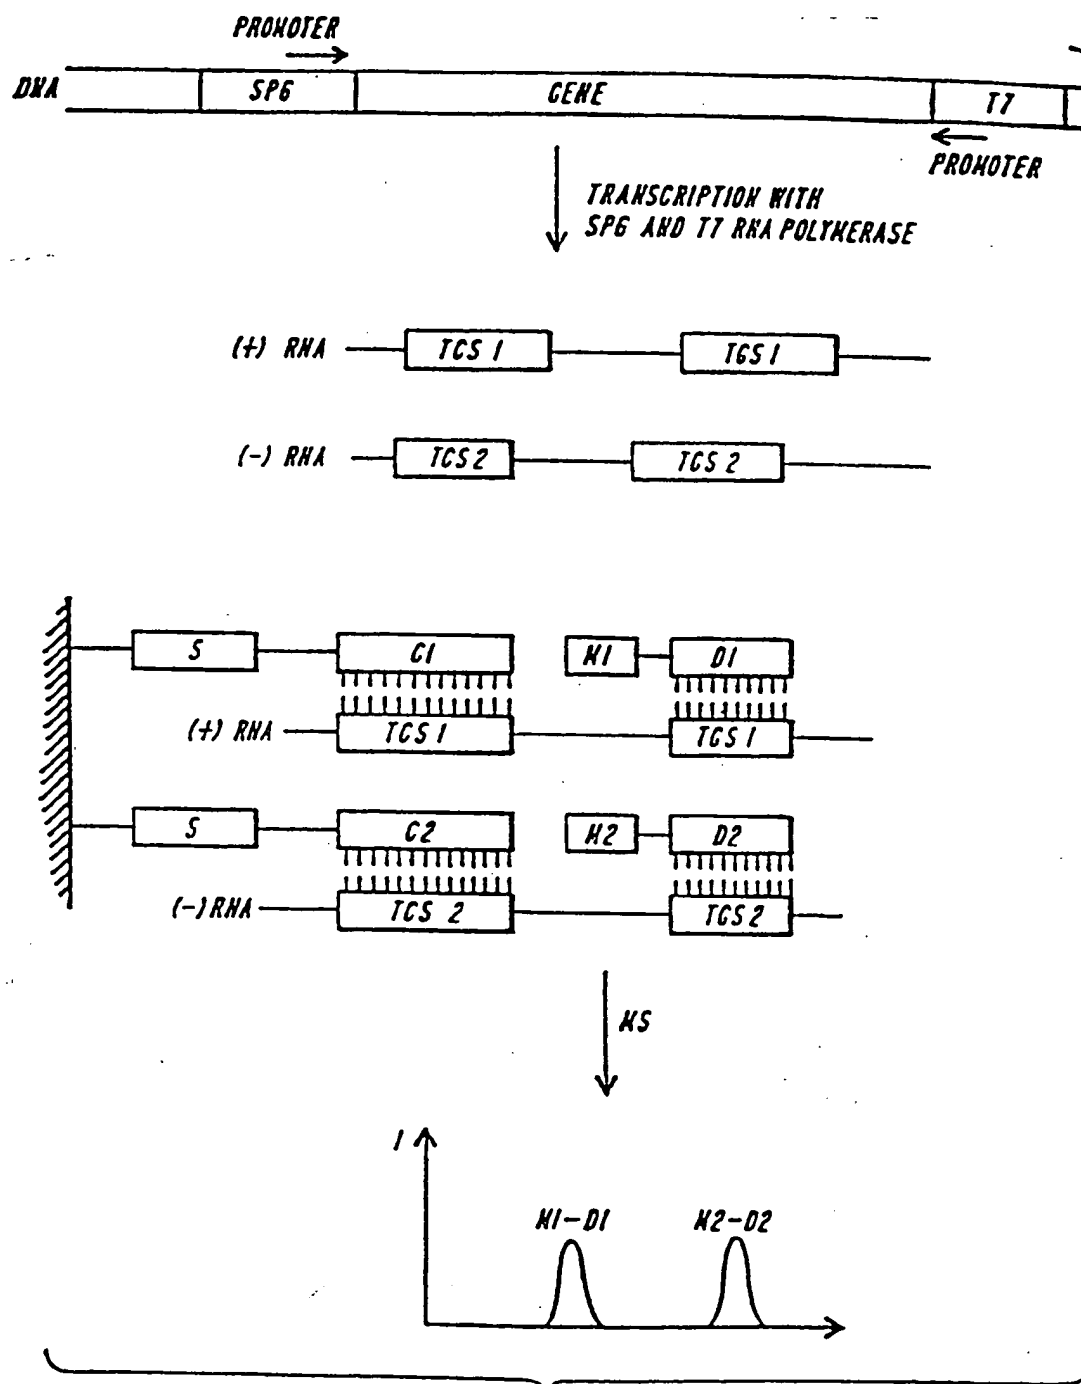 PROMOTER
DNA SP6 GENE T7
PROMOTER
TRANSCRIPTION WITH
SP6 AND T7 RNA POLYMERASE
(+) RNA TCS 1 TCS 1
(-) RNA TCS 2 TCS 2
S C1 M1 D1
(+) RNA TCS 1 TCS 1
S C2 M2 D2
(-) RNA TCS 2 TCS 2
MS
I
M1-D1 M2-D2